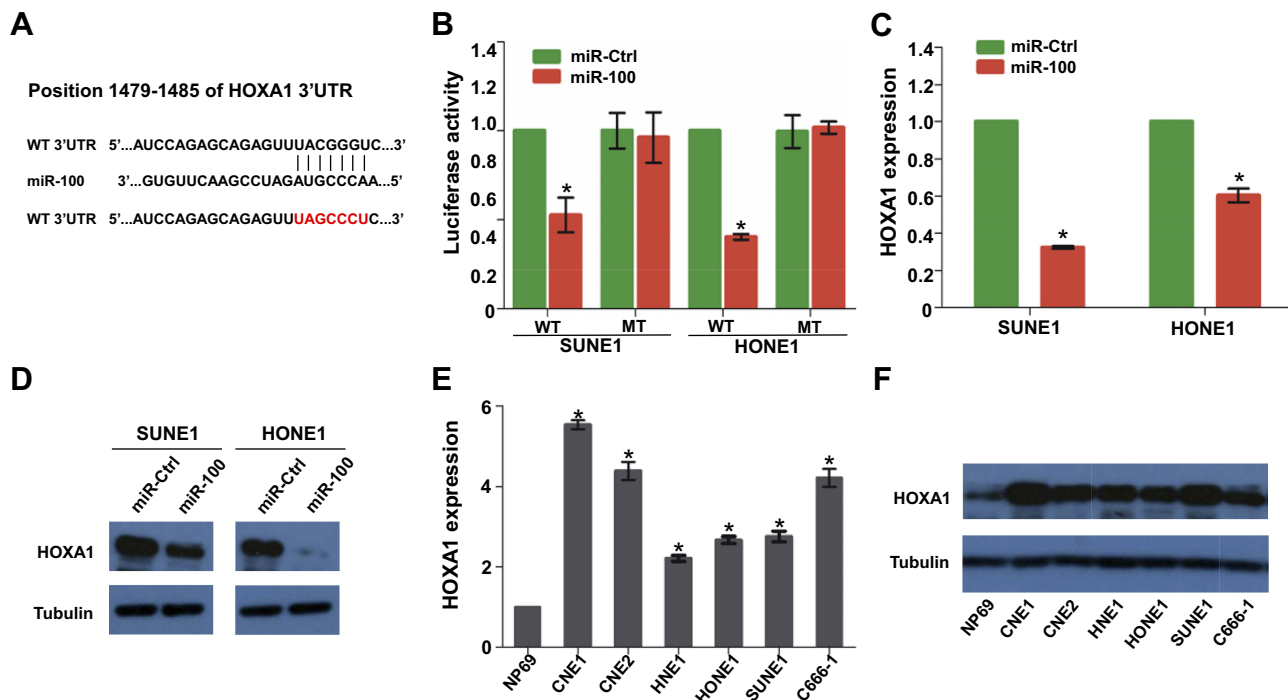 A
Position 1479-1485 of HOXA1 3'UTR
WT 3'UTR 5'...AUCCAGAGCAGAGUUUACGGGUC...3'
miR-100 3'...GUGUUCAAGCCUAGAUGCCCAA...5'
WT 3'UTR 5'...AUCCAGAGCAGAGUUUAGCCCUC...3'
B
miR-Ctrl
miR-100
Luciferase activity
1.4
1.2
1.0
0.8
0.6
0.4
0.2
0
*
*
WT
MT
WT
MT
SUNE1
HONE1
C
miR-Ctrl
miR-100
HOXA1 expression
1.4
1.2
1.0
0.8
0.6
0.4
0.2
0
*
*
SUNE1
HONE1
D
SUNE1
HONE1
miR-Ctrl
miR-100
miR-Ctrl
miR-100
HOXA1
Tubulin
E
HOXA1 expression
6
4
2
0
*
*
*
*
*
*
NP69
CNE1
CNE2
HNE1
HONE1
SUNE1
C666-1
F
HOXA1
Tubulin
NP69
CNE1
CNE2
HNE1
HONE1
SUNE1
C666-1